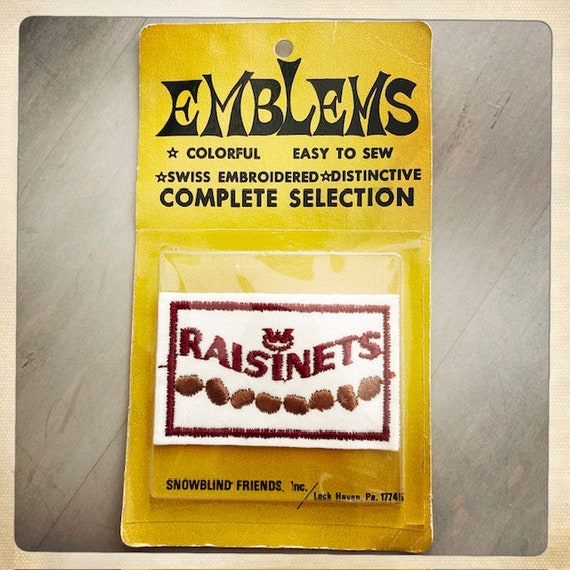 EMBLEMS
☆ COLORFUL EASY TO SEW
☆SWISS EMBROIDERED☆DISTINCTIVE
COMPLETE SELECTION
RAISINETS
SNOWBLIND FRIENDS, Inc.
Lock Haven, Pa. 17745